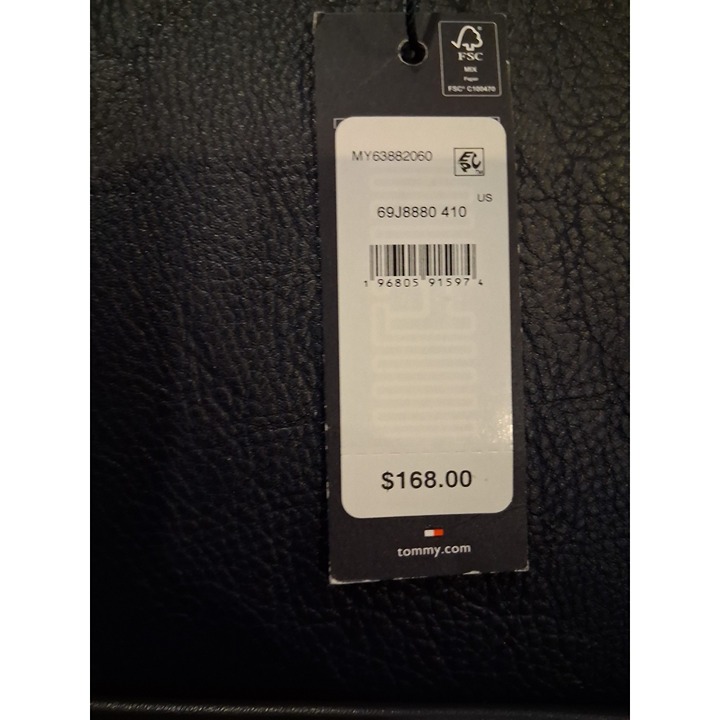 FSC
MIX
Paper
FSC® C100470
MY63882060
US
69J8880 410
1 96805 91597 4
$168.00
tommy.com